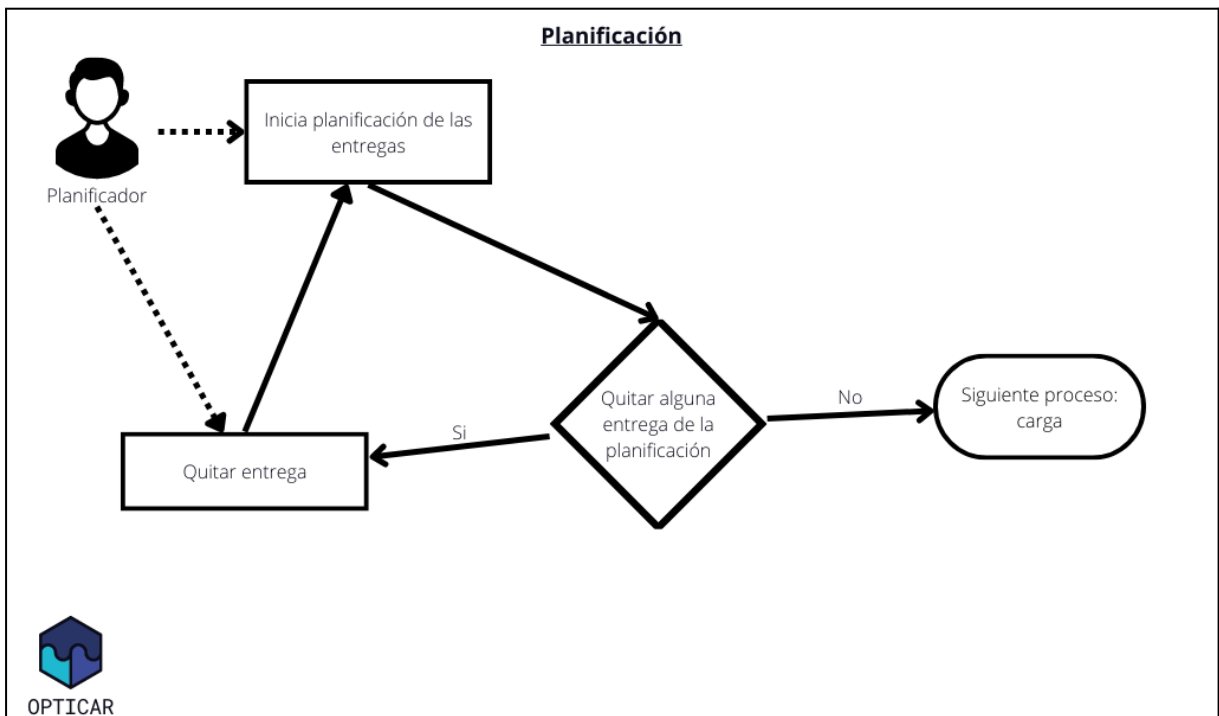 Planificación
Inicia planificación de las
entregas
Planificador
Quitar alguna
entrega de la
planificación
No
Siguiente proceso:
carga
Si
Quitar entrega
OPTICAR